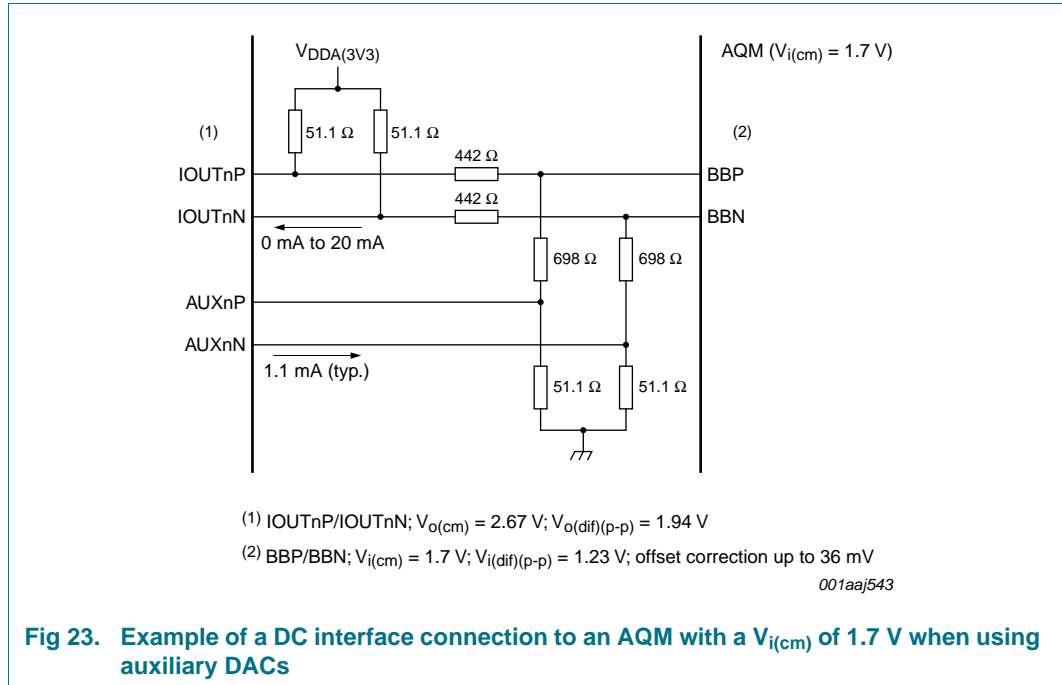 VDDA(3V3)
AQM (Vi(cm) = 1.7 V)
(1)
51.1 Ω
51.1 Ω
(2)
442 Ω
IOUTnP
BBP
442 Ω
IOUTnN
BBN
0 mA to 20 mA
698 Ω
698 Ω
AUXnP
AUXnN
1.1 mA (typ.)
51.1 Ω
51.1 Ω
(1) IOUTnP/IOUTnN; Vo(cm) = 2.67 V; Vo(dif)(p-p) = 1.94 V
(2) BBP/BBN; Vi(cm) = 1.7 V; Vi(dif)(p-p) = 1.23 V; offset correction up to 36 mV
001aaj543
Fig 23. Example of a DC interface connection to an AQM with a Vi(cm) of 1.7 V when using
auxiliary DACs